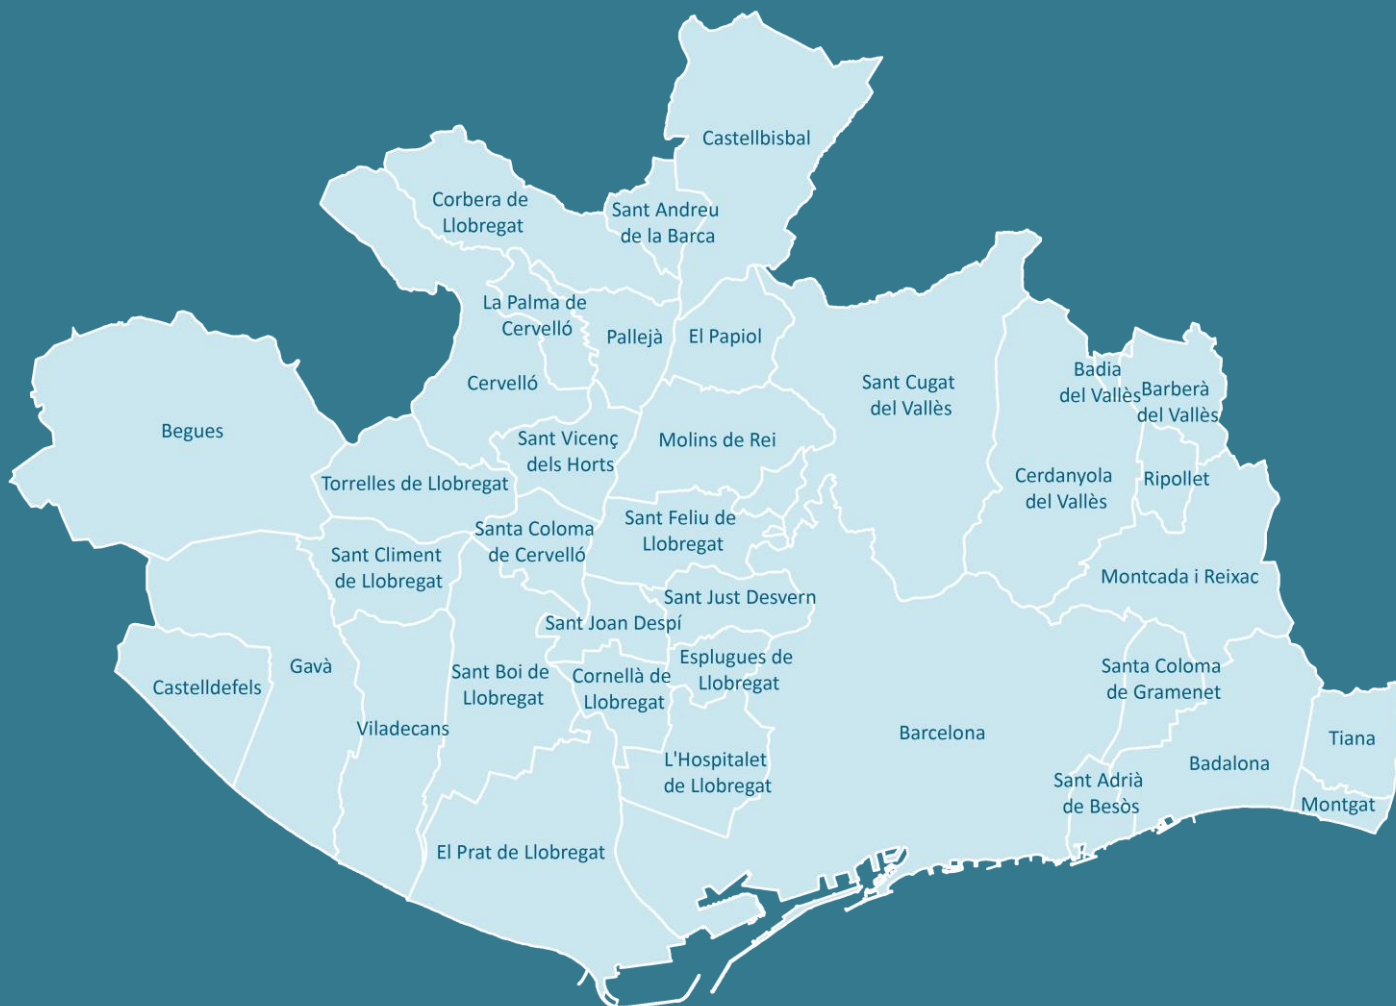 Castellbisbal
Corbera de
Llobregat
Sant Andreu
de la Barca
La Palma de
Cervelló
Pallejà
El Papiol
Cervelló
Sant Cugat
del Vallès
Badia
del Vallès
Barberà
del Vallès
Begues
Sant Vicenç
dels Horts
Molins de Rei
Torrelles de Llobregat
Cerdanyola
del Vallès
Ripollet
Santa Coloma
de Cervelló
Sant Feliu de
Llobregat
Sant Climent
de Llobregat
Montcada i Reixac
Sant Just Desvern
Sant Joan Despí
Castelldefels
Gavà
Viladecans
Sant Boi de
Llobregat
Cornellà de
Llobregat
Esplugues de
Llobregat
Santa Coloma
de Gramenet
Barcelona
L'Hospitalet
de Llobregat
Sant Adrià
de Besòs
Badalona
Tiana
Montgat
El Prat de Llobregat